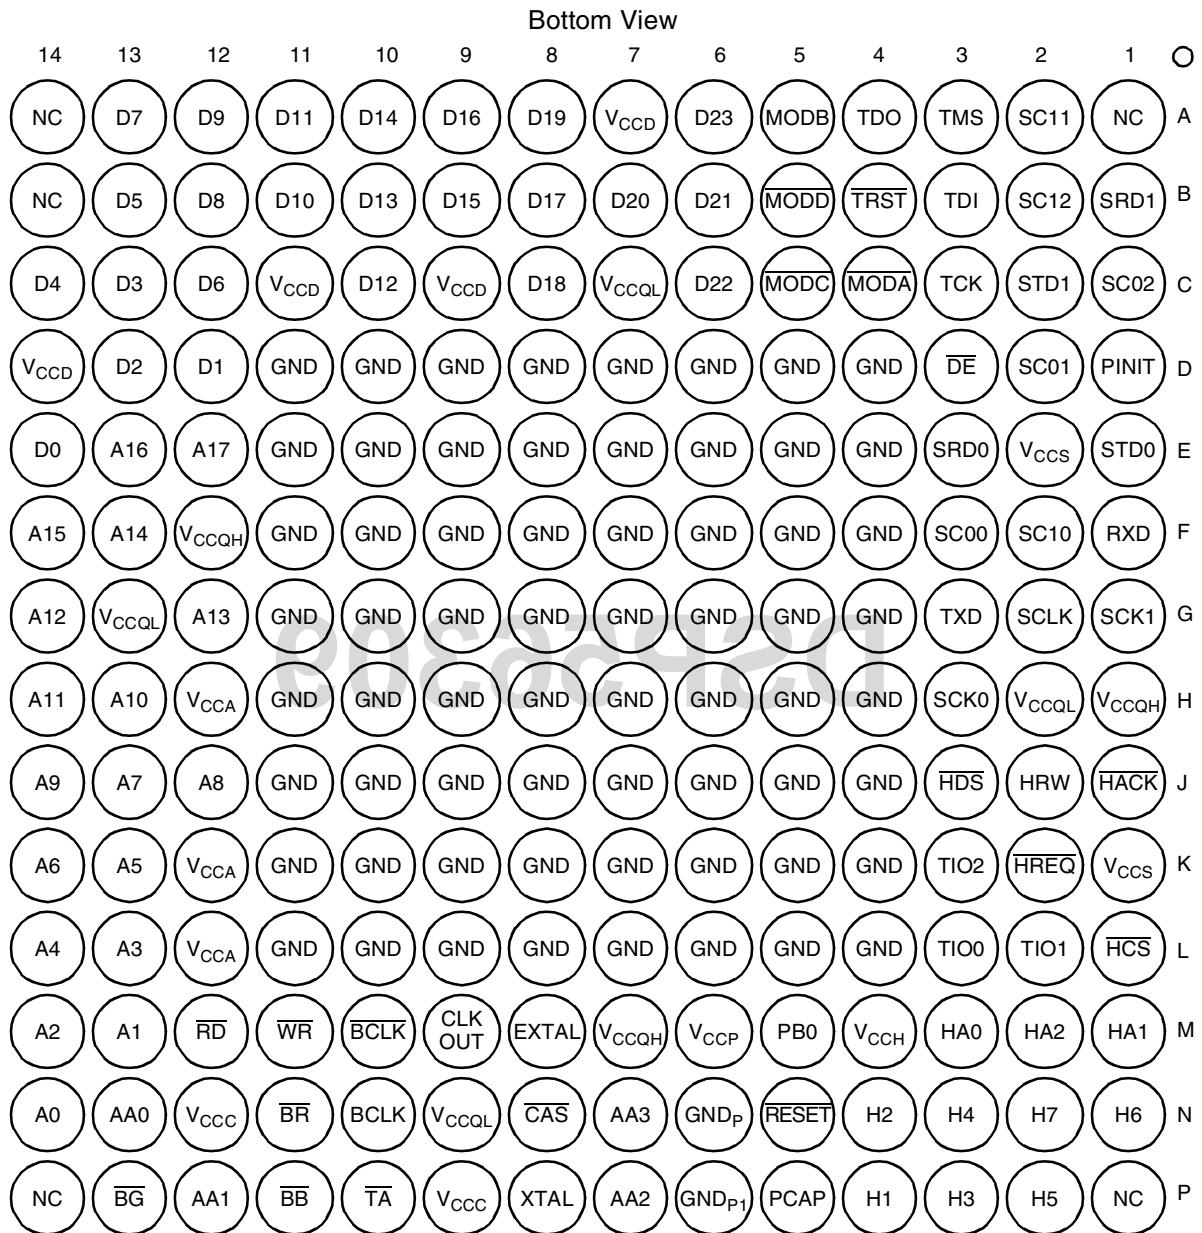 Bottom View
14 13 12 11 10 9 8 7 6 5 4 3 2 1
NC D7 D9 D11 D14 D16 D19 VCCD D23 MODB TDO TMS SC11 NC A
NC D5 D8 D10 D13 D15 D17 D20 D21 MODD TRST TDI SC12 SRD1 B
D4 D3 D6 VCCD D12 VCCD D18 VCCQL D22 MODC MODA TCK STD1 SC02 C
VCCD D2 D1 GND GND GND GND GND GND GND GND DE SC01 PINIT D
D0 A16 A17 GND GND GND GND GND GND GND GND SRD0 VCCS STD0 E
A15 A14 VCCQH GND GND GND GND GND GND GND GND SC00 SC10 RXD F
A12 VCCQL A13 GND GND GND GND GND GND GND GND TXD SCLK SCK1 G
DSP56309
A11 A10 VCCA GND GND GND GND GND GND GND GND SCK0 VCCQL VCCQH H
A9 A7 A8 GND GND GND GND GND GND GND GND HDS HRW HACK J
A6 A5 VCCA GND GND GND GND GND GND GND GND TIO2 HREQ VCCS K
A4 A3 VCCA GND GND GND GND GND GND GND GND TIO0 TIO1 HCS L
A2 A1 RD WR BCLK CLK OUT EXTAL VCCQH VCCP PB0 VCCH HA0 HA2 HA1 M
A0 AA0 VCCC BR BCLK VCCQL CAS AA3 GNDP RESET H2 H4 H7 H6 N
NC BG AA1 BB TA VCCC XTAL AA2 GNDP1 PCAP H1 H3 H5 NC P